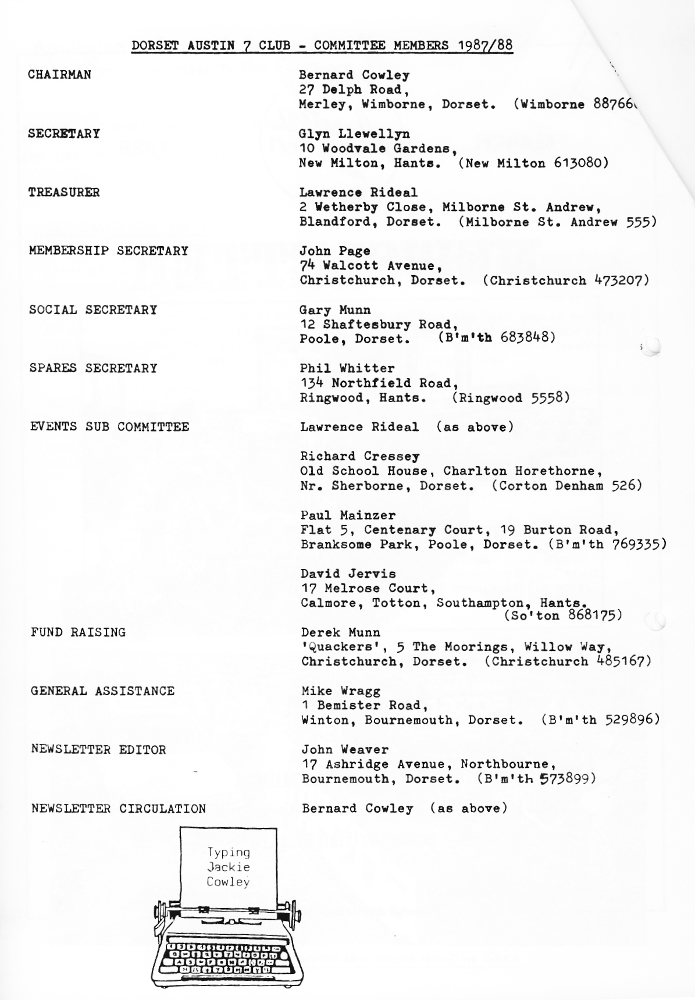 DORSET AUSTIN 7 CLUB - COMMITTEE MEMBERS 1987/88
CHAIRMAN Bernard Cowley
27 Delph Road,
Merley, Wimborne, Dorset. (Wimborne 88766
SECRETARY Glyn Llewellyn
10 Woodvale Gardens,
New Milton, Hants. (New Milton 613080)
TREASURER Lawrence Rideal
2 Wetherby Close, Milborne St. Andrew,
Blandford, Dorset. (Milborne St. Andrew 555)
MEMBERSHIP SECRETARY John Page
74 Walcott Avenue,
Christchurch, Dorset. (Christchurch 473207)
SOCIAL SECRETARY Gary Munn
12 Shaftesbury Road,
Poole, Dorset. (B'm'th 683848)
SPARES SECRETARY Phil Whitter
134 Northfield Road,
Ringwood, Hants. (Ringwood 5558)
EVENTS SUB COMMITTEE Lawrence Rideal (as above)
Richard Cressey
Old School House, Charlton Horethorne,
Nr. Sherborne, Dorset. (Corton Denham 526)
Paul Mainzer
Flat 5, Centenary Court, 19 Burton Road,
Branksome Park, Poole, Dorset. (B'm'th 769335)
David Jervis
17 Melrose Court,
Calmore, Totton, Southampton, Hants.
(So'ton 868175)
FUND RAISING Derek Munn
'Quackers', 5 The Moorings, Willow Way,
Christchurch, Dorset. (Christchurch 485167)
GENERAL ASSISTANCE Mike Wragg
1 Bemister Road,
Winton, Bournemouth, Dorset. (B'm'th 529896)
NEWSLETTER EDITOR John Weaver
17 Ashridge Avenue, Northbourne,
Bournemouth, Dorset. (B'm'th 573899)
NEWSLETTER CIRCULATION Bernard Cowley (as above)
Typing
Jackie
Cowley